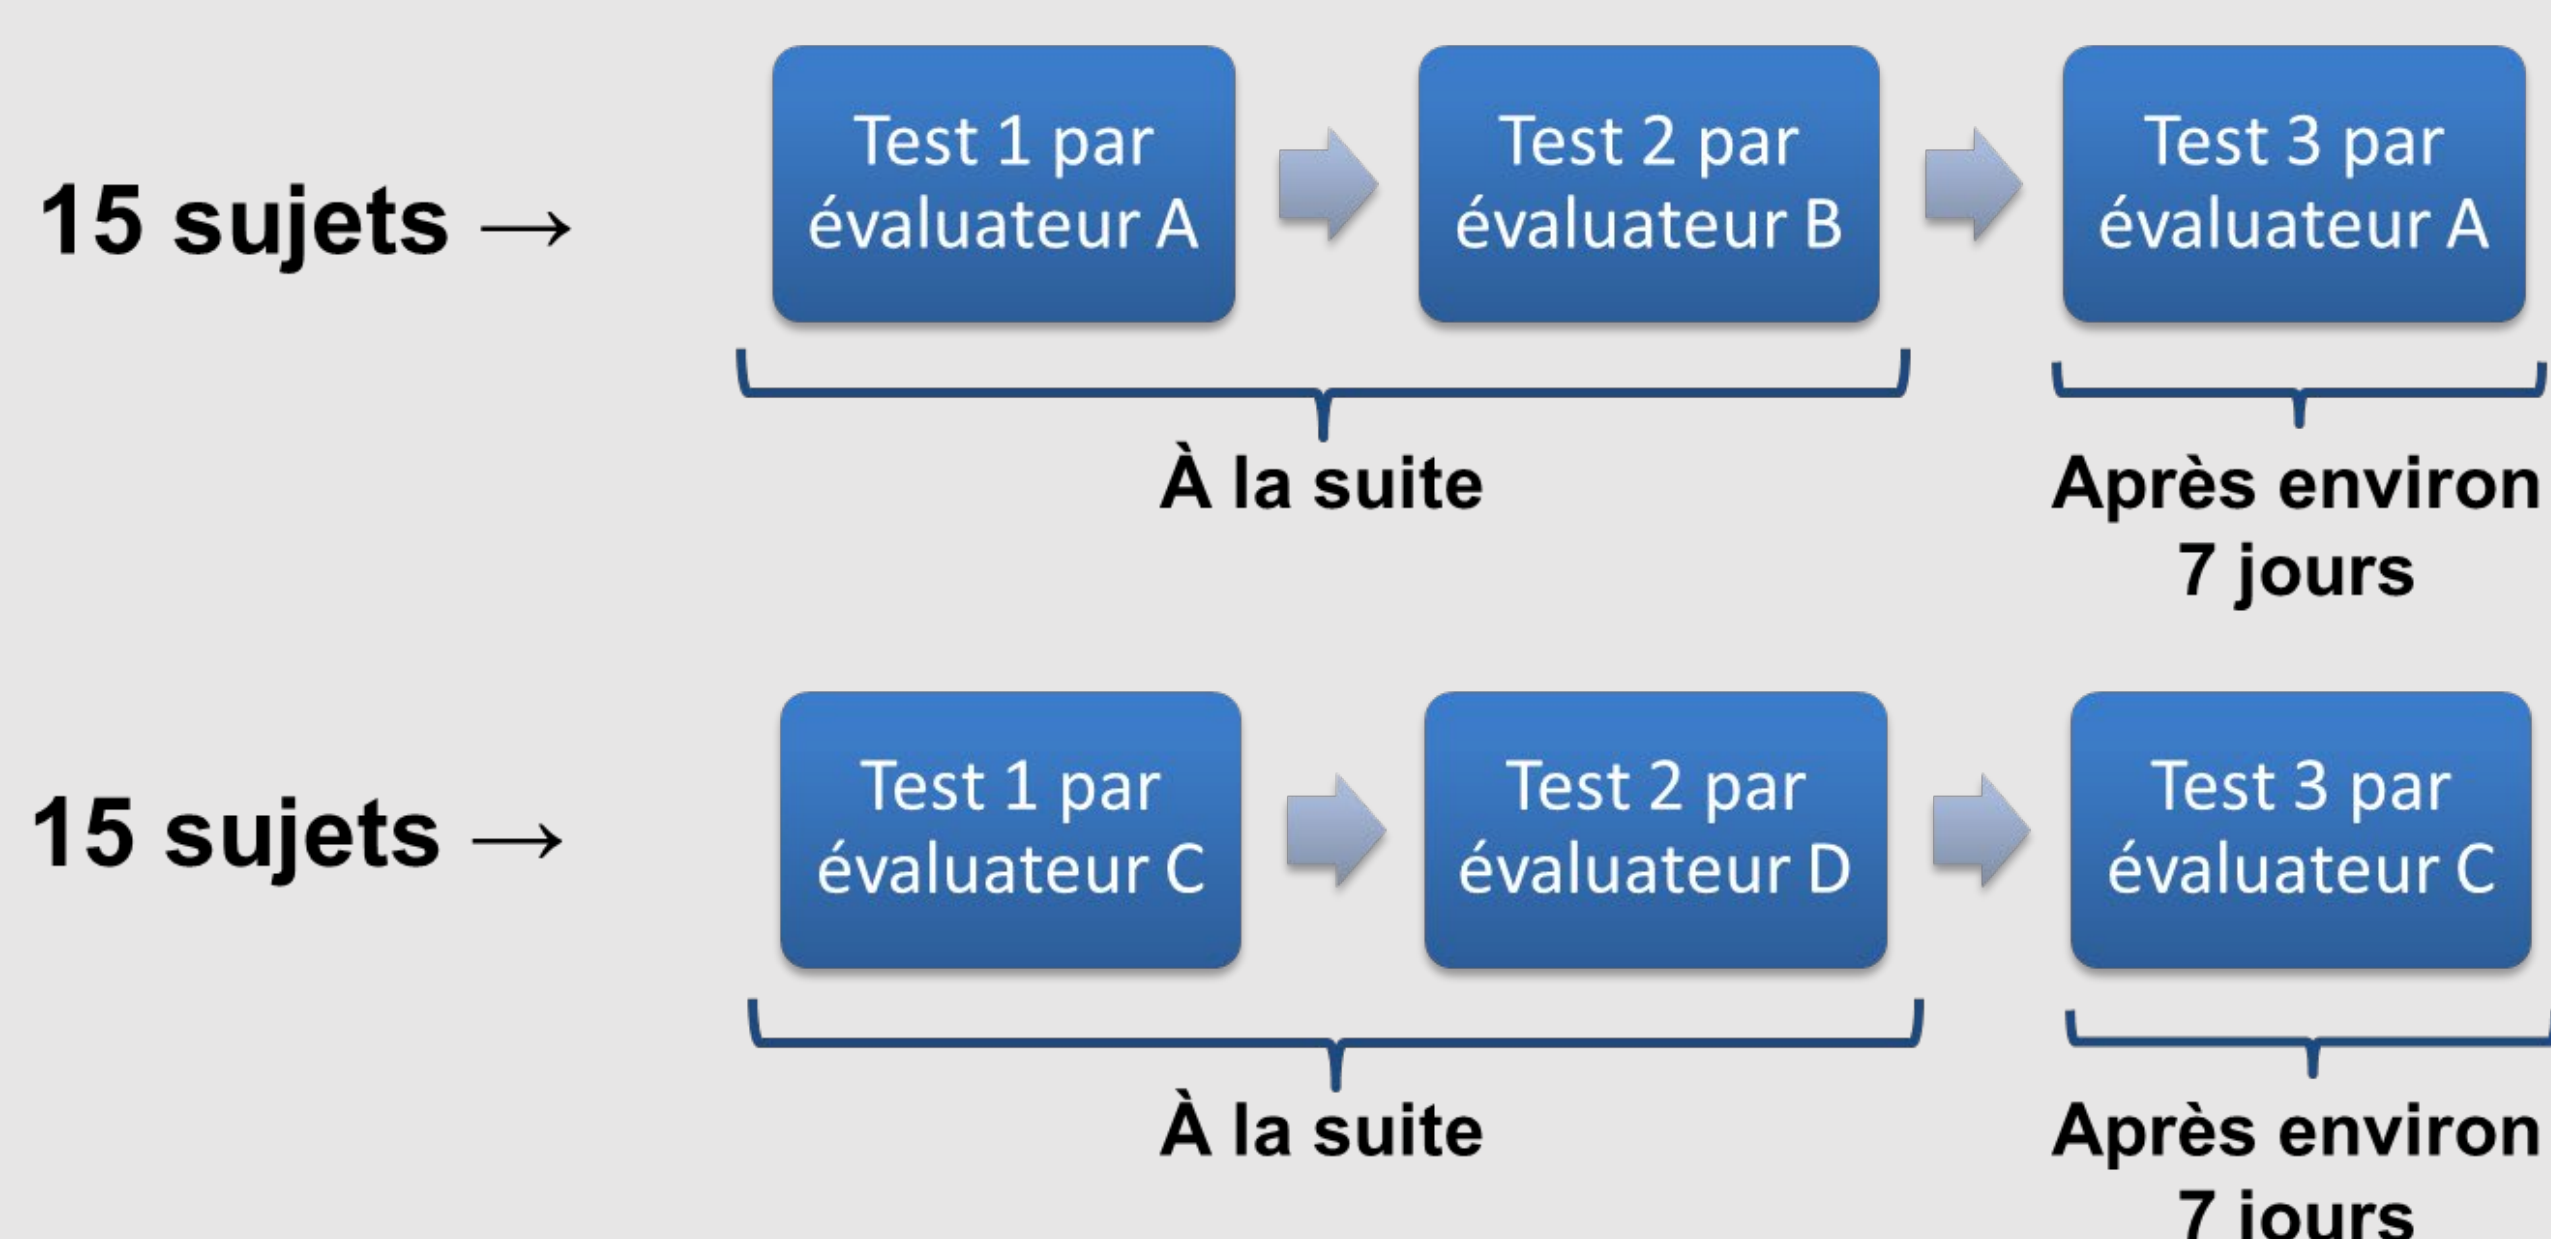 15 sujets →
Test 1 par
évaluateur A
Test 2 par
évaluateur B
Test 3 par
évaluateur A
À la suite
Après environ
7 jours
15 sujets →
Test 1 par
évaluateur C
Test 2 par
évaluateur D
Test 3 par
évaluateur C
À la suite
Après environ
7 jours